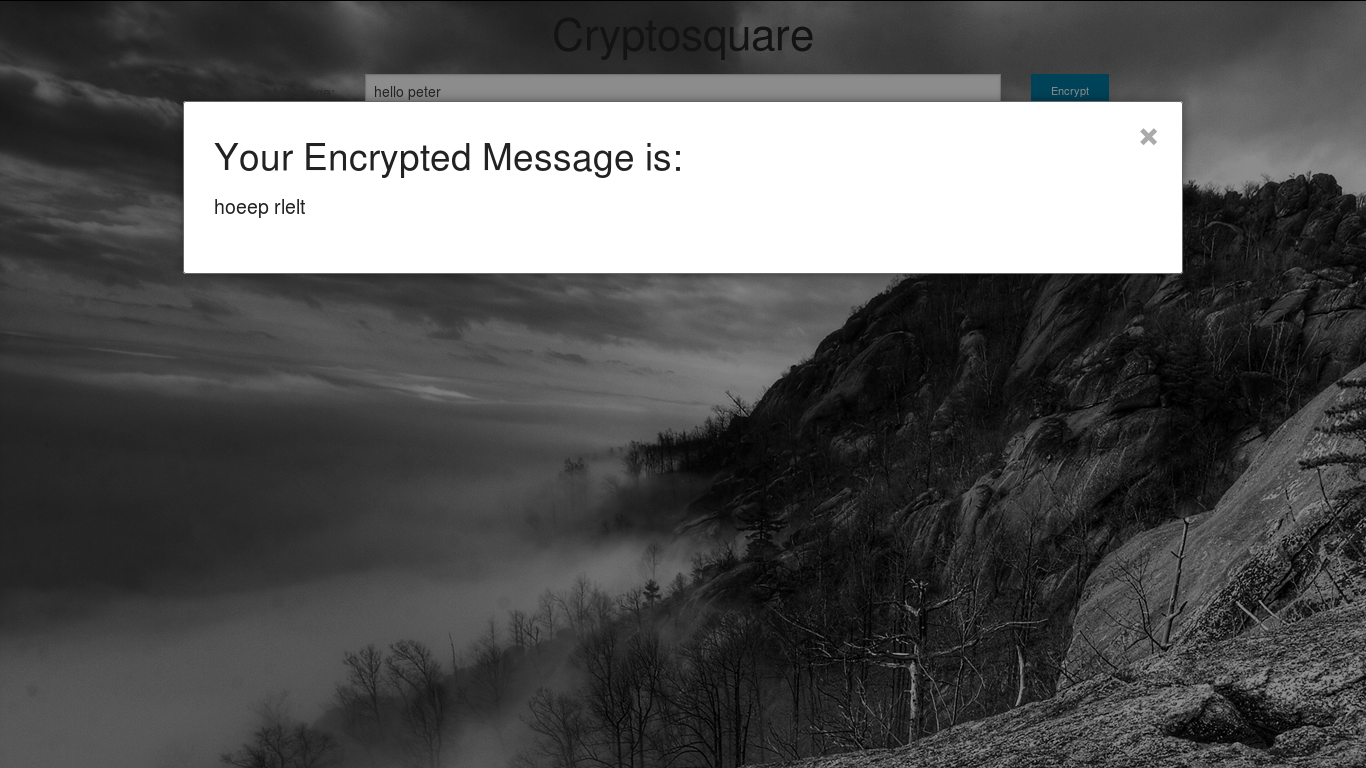 Cryptosquare
hello peter
Encrypt
Your Encrypted Message is:
hoeep rlelt